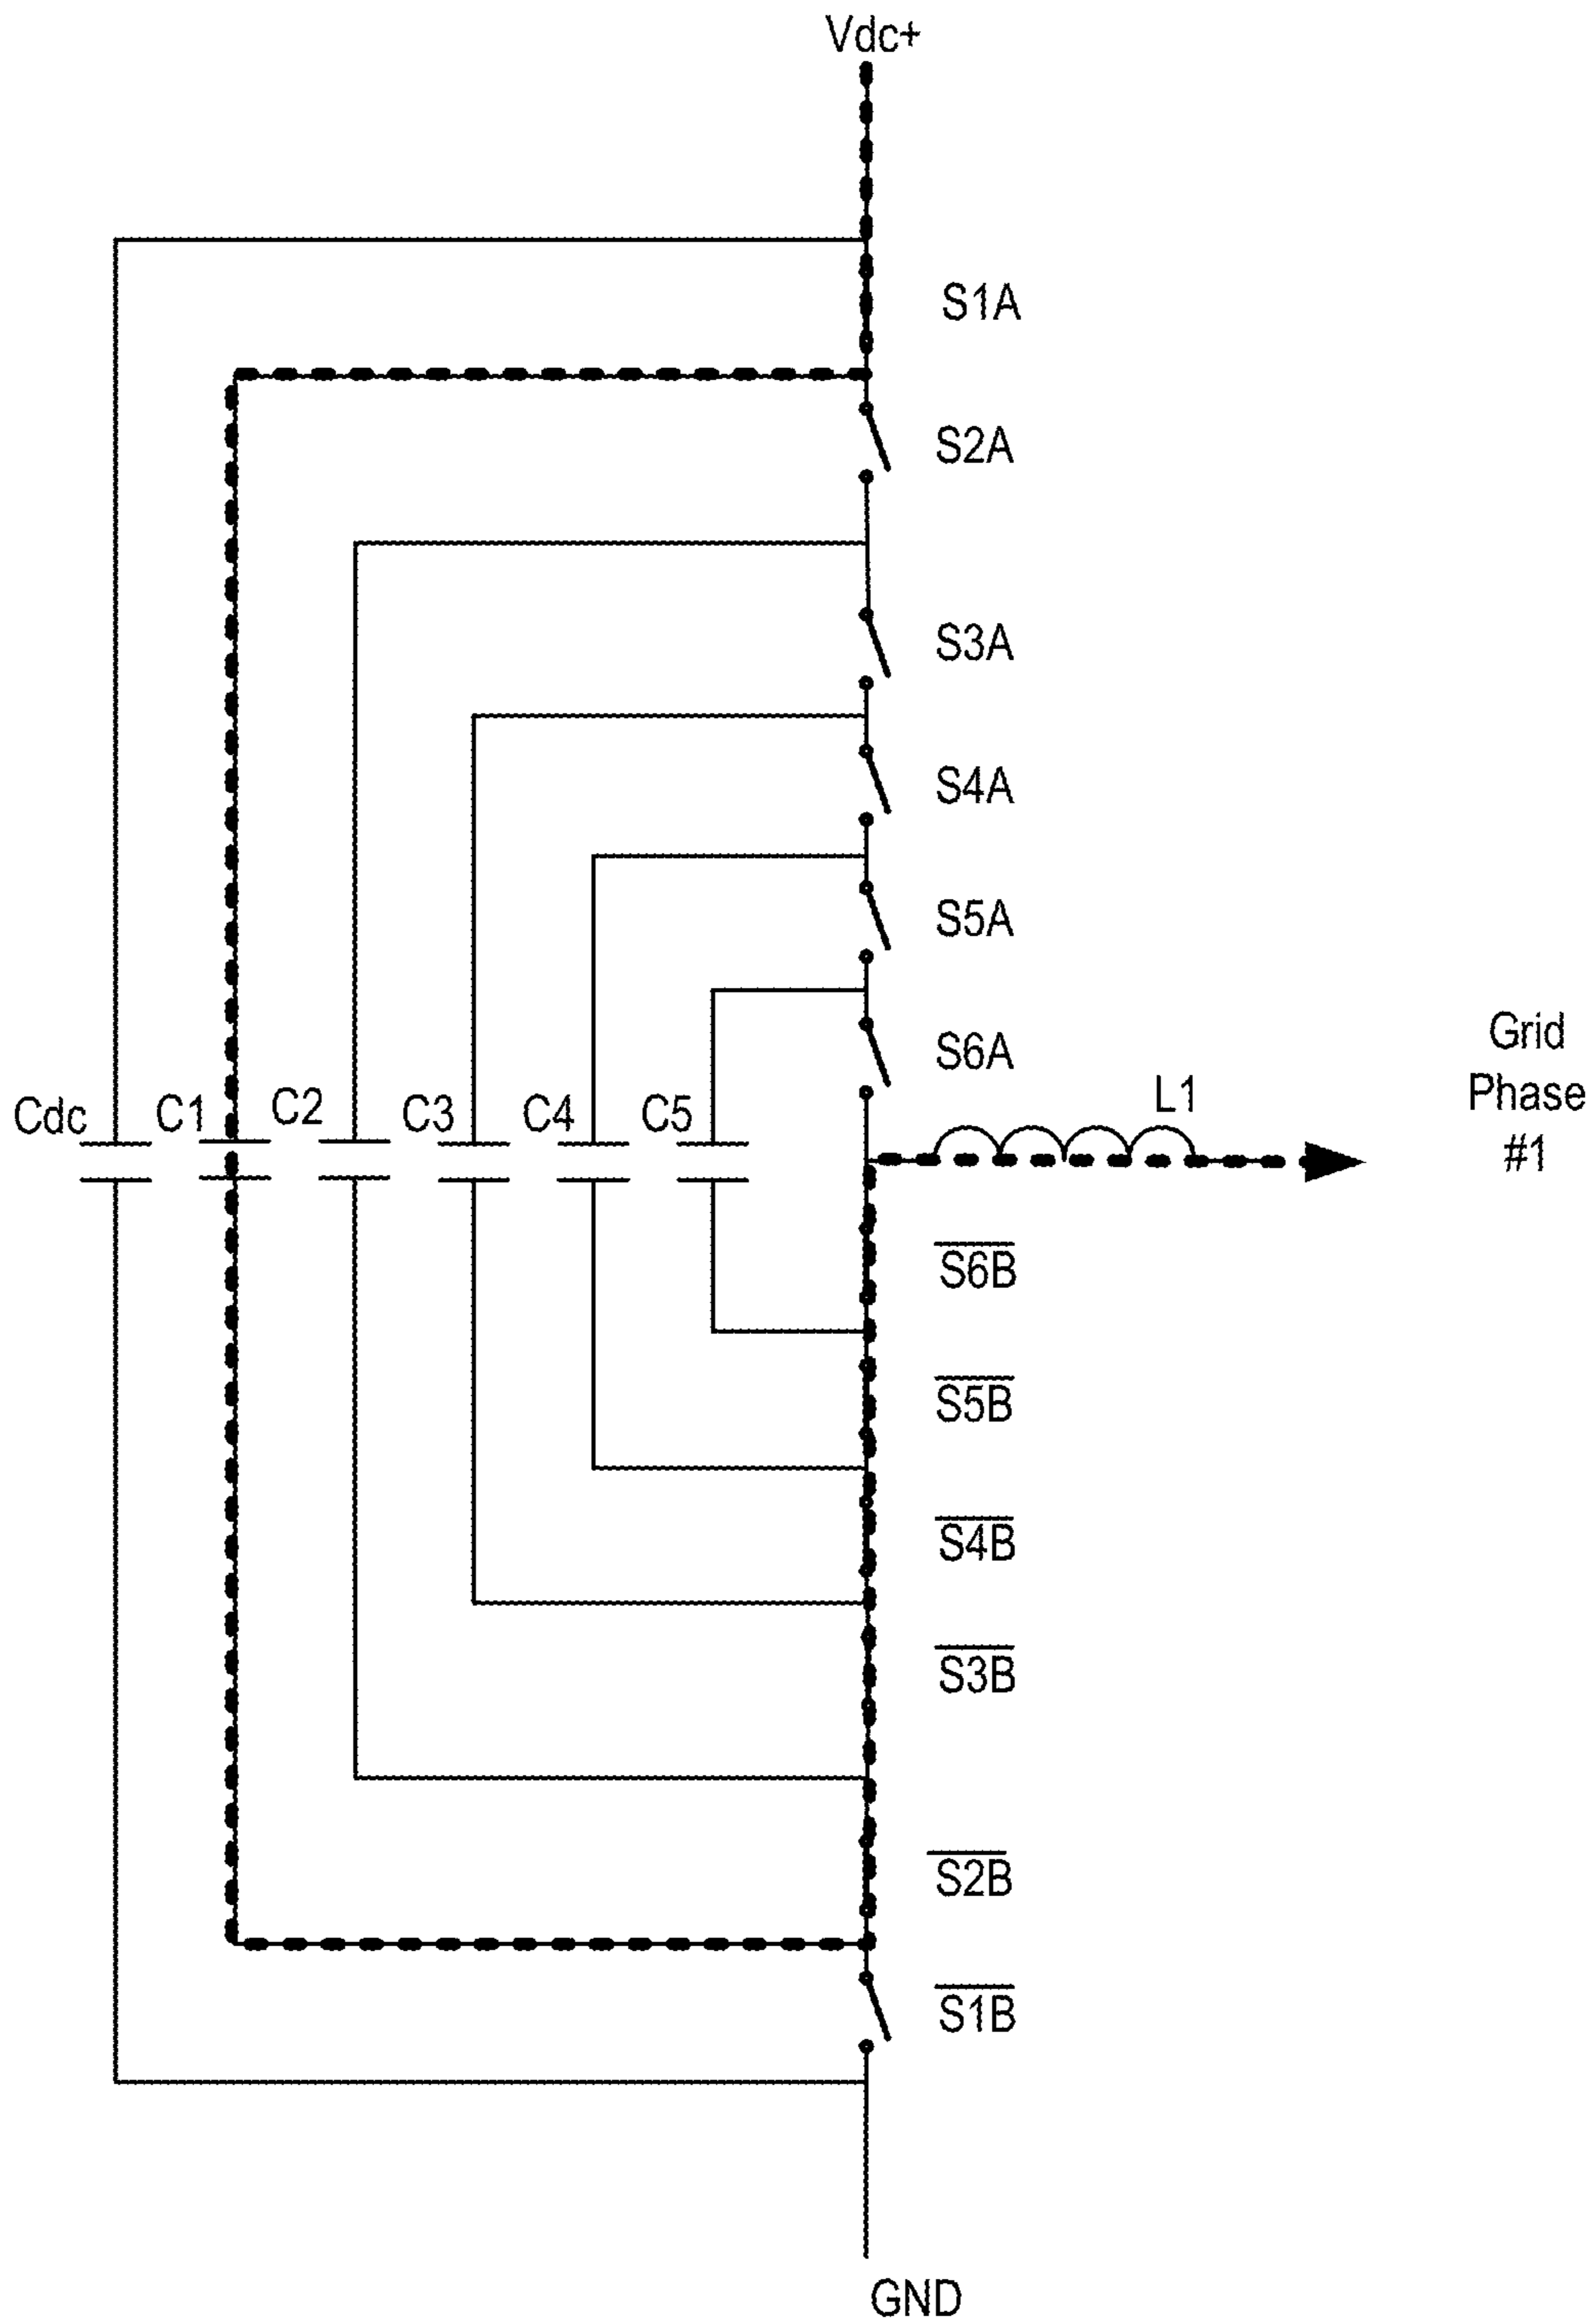 Vdc+
S1A
S2A
S3A
S4A
S5A
S6A
Grid
Phase
#1
L1
Cdc
C1
C2
C3
C4
C5
S6B
S5B
S4B
S3B
S2B
S1B
GND